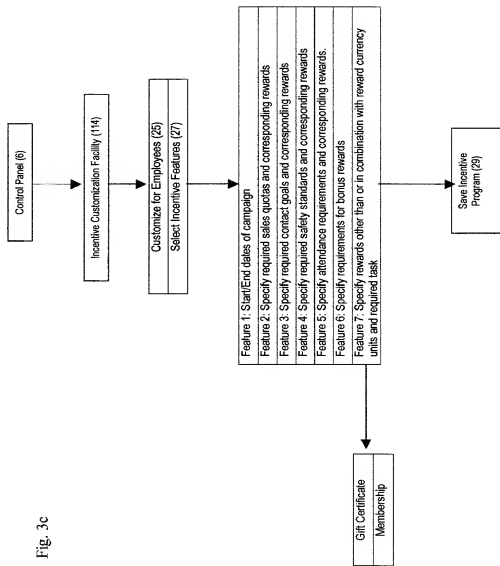 Control Panel (6)
Incentive Customization Facility (114)
Customize for Employees (25)
Select Incentive Features (27)
Feature 1: Start/End dates of campaign
Feature 2: Specify required sales quotas and corresponding rewards
Feature 3: Specify required contact goals and corresponding rewards
Feature 4: Specify required safety standards and corresponding rewards
Feature 5: Specify attendance requirements and corresponding rewards.
Feature 6: Specify requirements for bonus rewards
Feature 7: Specify rewards other than or in combination with reward currency
units and required task
Gift Certificate
Membership
Save Incentive
Program (29)
Fig. 3c